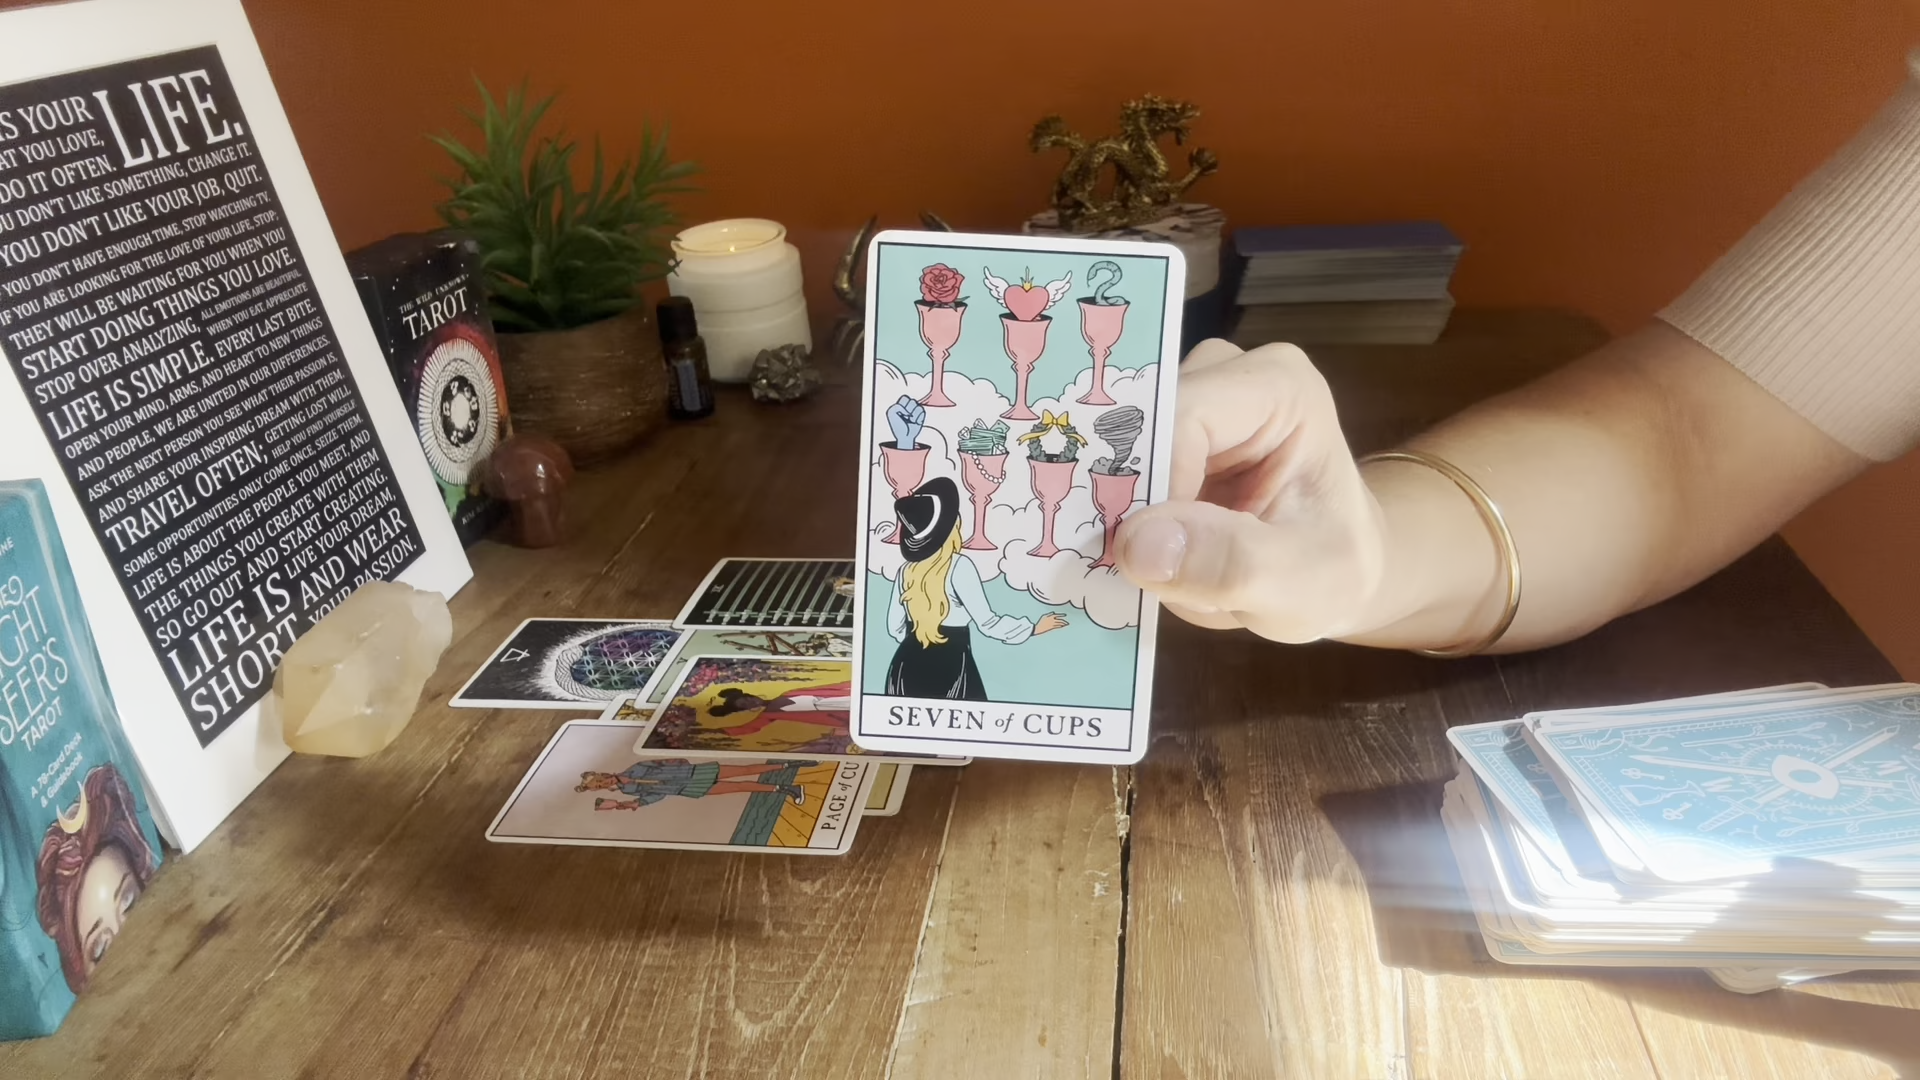 IS YOUR
LIFE.
AT YOU LOVE,
DO IT OFTEN.
U DON'T LIKE SOMETHING, CHANGE IT.
YOU DON'T LIKE YOUR JOB, QUIT.
YOU DON'T HAVE ENOUGH TIME, STOP WATCHING TV.
IF YOU ARE LOOKING FOR THE LOVE OF YOUR LIFE, STOP;
THEY WILL BE WAITING FOR YOU WHEN YOU
START DOING THINGS YOU LOVE.
STOP OVER ANALYZING,
ALL EMOTIONS ARE BEAUTIFUL.
WHEN YOU EAT, APPRECIATE
LIFE IS SIMPLE.
EVERY LAST BITE.
OPEN YOUR MIND, ARMS, AND HEART TO NEW THINGS
AND PEOPLE, WE ARE UNITED IN OUR DIFFERENCES.
ASK THE NEXT PERSON YOU SEE WHAT THEIR PASSION IS,
AND SHARE YOUR INSPIRING DREAM WITH THEM.
TRAVEL OFTEN;
GETTING LOST WILL
HELP YOU FIND YOURSELF
SOME OPPORTUNITIES ONLY COME ONCE, SEIZE THEM.
LIFE IS ABOUT THE PEOPLE YOU MEET, AND
THE THINGS YOU CREATE WITH THEM
SO GO OUT AND START CREATING.
LIFE IS
LIVE YOUR DREAM,
SHORT
AND WEAR
YOUR PASSION.
THE WILD UNKNOWN
TAROT
SEER'S
TAROT
A 78-Card Deck
& Guidebook
SEVEN of CUPS
PAGE of CU